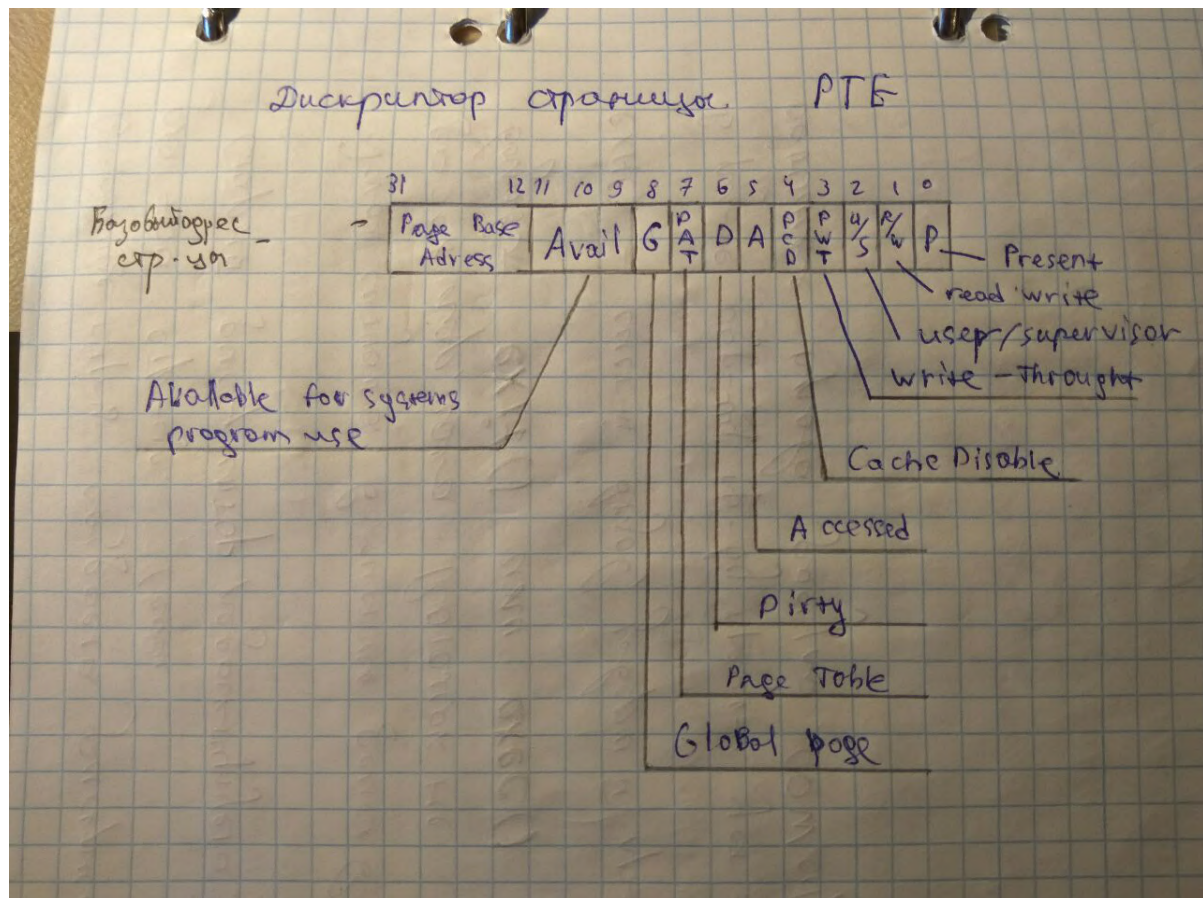 Дискриптор страницы PTE
31 12 11 10 9 8 7 6 5 4 3 2 1 0
Базовый адрес
стр-цы
-
Page Base
Adress
Avail
G
PAT
D
A
PCD
PWT
U/S
R/W
P
Present
read write
user/supervisor
write-throught
Available for systems
program use
Cache Disable
Accessed
Dirty
Page Table
Global page